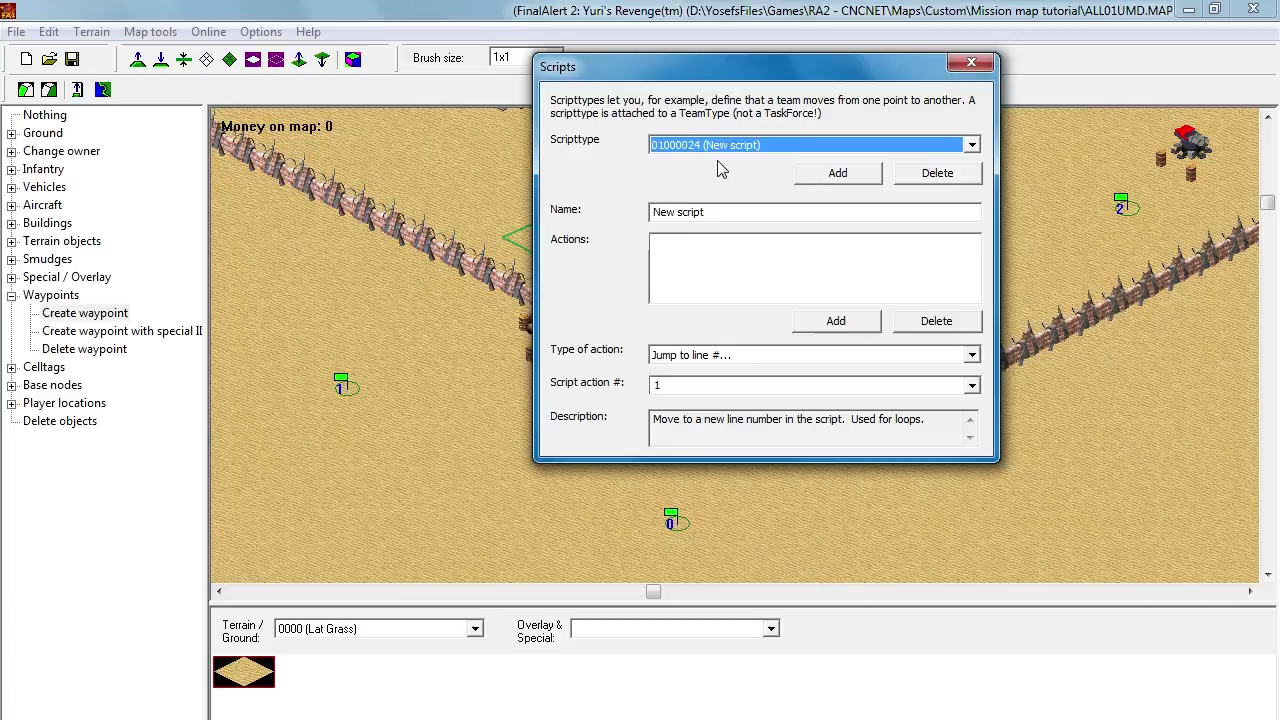 (FinalAlert 2: Yuri's Revenge(tm) (D:\YosefsFiles\Games\RA2 - CNCNET\Maps\Custom\Mission map tutorial\ALL01UMD.MAP
File Edit Terrain Map tools Online Options Help
Brush size: 1x1
Nothing
Ground
Change owner
Infantry
Vehicles
Aircraft
Buildings
Terrain objects
Smudges
Special / Overlay
Waypoints
Create waypoint
Create waypoint with special II
Delete waypoint
Celltags
Base nodes
Player locations
Delete objects
Money on map: 0
1
0
2
Scripts
Scripttypes let you, for example, define that a team moves from one point to another. A
scripttype is attached to a TeamType (not a TaskForce!)
Scripttype 01000024 (New script)
Add Delete
Name: New script
Actions:
Add Delete
Type of action: Jump to line #...
Script action #: 1
Description: Move to a new line number in the script. Used for loops.
Terrain / Ground: 0000 (Lat Grass) Overlay & Special: